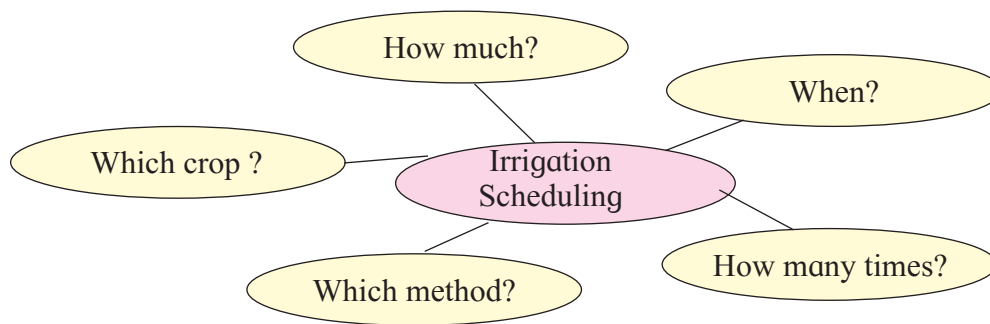 How much?
When?
Which crop ?
Irrigation
Scheduling
How many times?
Which method?